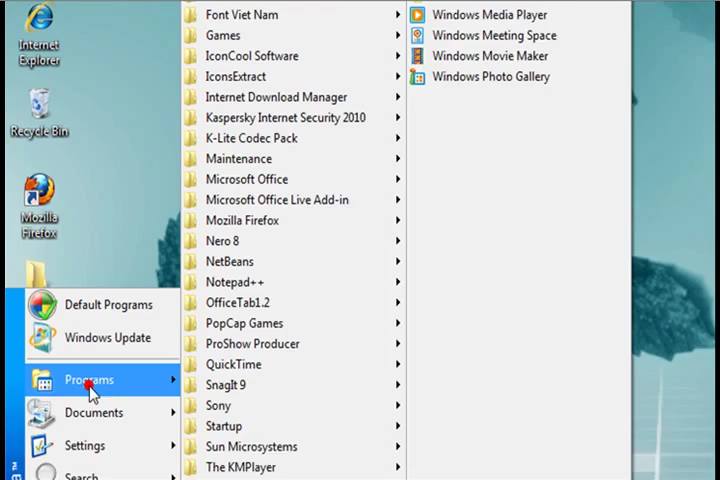 Internet
Explorer
Recycle Bin
Mozilla
Firefox
Default Programs
Windows Update
Programs
Documents
Settings
Search
Font Viet Nam
Games
IconCool Software
IconsExtract
Internet Download Manager
Kaspersky Internet Security 2010
K-Lite Codec Pack
Maintenance
Microsoft Office
Microsoft Office Live Add-in
Mozilla Firefox
Nero 8
NetBeans
Notepad++
OfficeTab1.2
PopCap Games
ProShow Producer
QuickTime
SnagIt 9
Sony
Startup
Sun Microsystems
The KMPlayer
Windows Media Player
Windows Meeting Space
Windows Movie Maker
Windows Photo Gallery